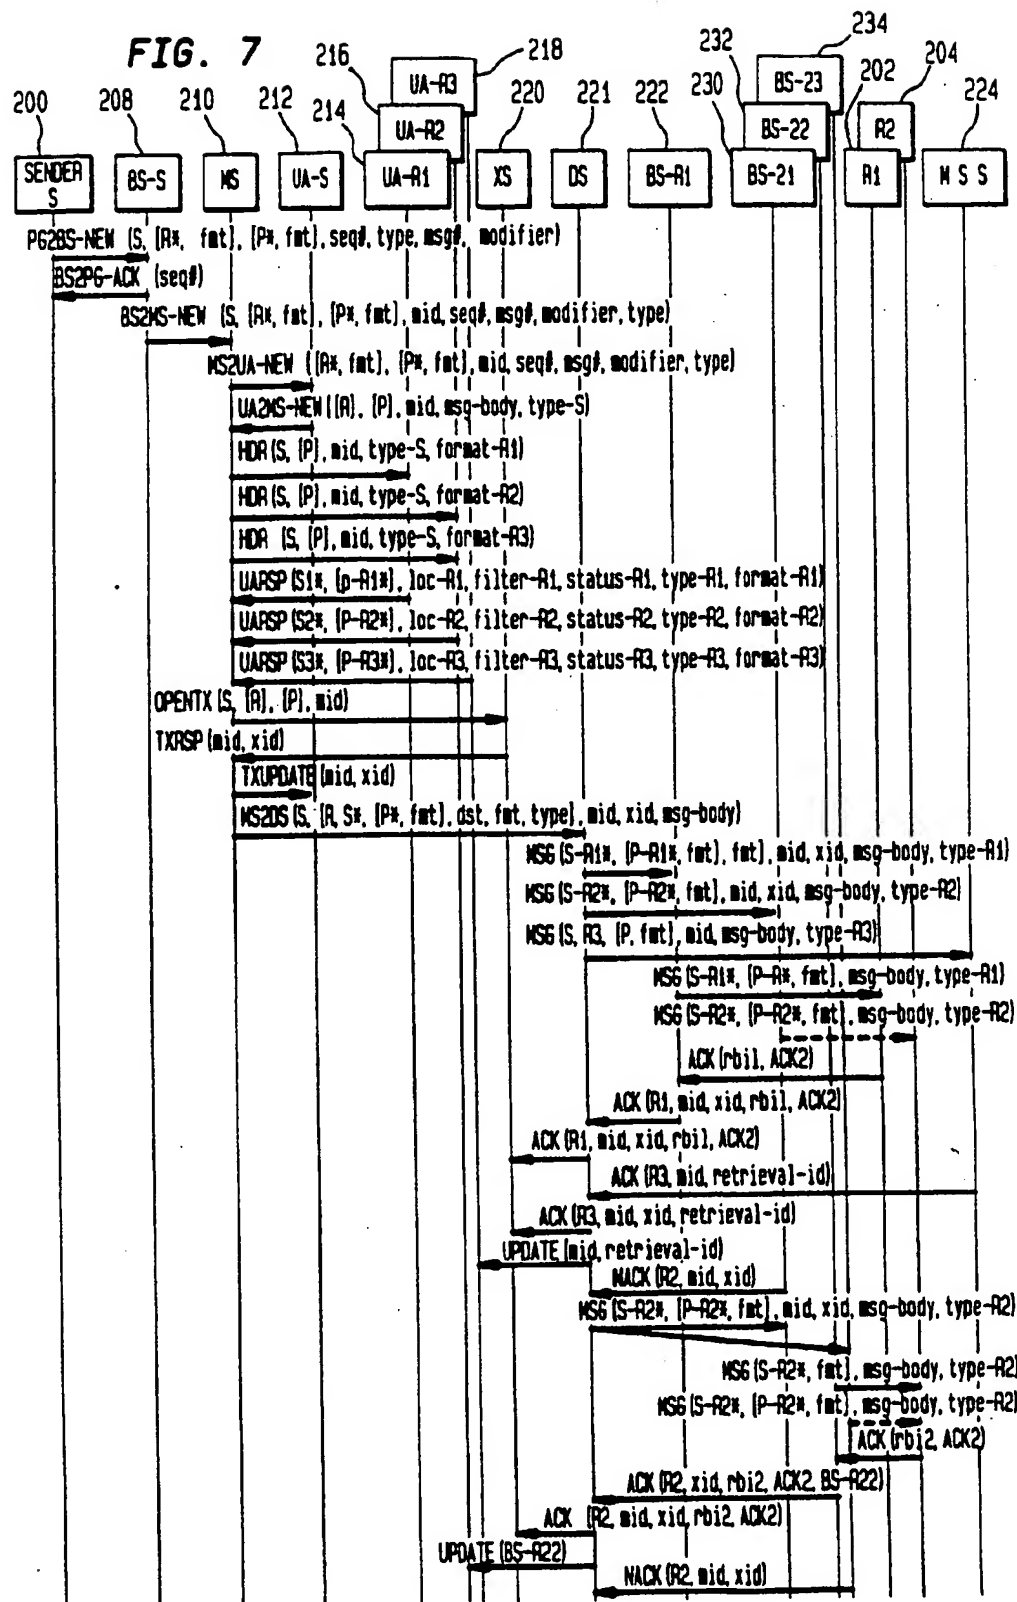 FIG. 7
200
208
210
212
214
216
218
220
221
222
230
232
234
202
204
224
SENDER S
BS-S
MS
UA-S
UA-R1
UA-R2
UA-R3
XS
DS
BS-R1
BS-21
BS-22
BS-23
R1
R2
M S S
PG2BS-NEW (S, [R*, fmt], [P*, fmt], seq#, type, msg#, modifier)
BS2PG-ACK (seq#)
BS2MS-NEW (S, [R*, fmt], [P*, fmt], mid, seq#, msg#, modifier, type)
MS2UA-NEW ([R*, fmt], [P*, fmt], mid, seq#, msg#, modifier, type)
UA2MS-NEW ([R], [P], mid, msg-body, type-S)
HDR (S, [P], mid, type-S, format-R1)
HDR (S, [P], mid, type-S, format-R2)
HDR (S, [P], mid, type-S, format-R3)
UARSP (S1*, [p-R1*], loc-R1, filter-R1, status-R1, type-R1, format-R1)
UARSP (S2*, [P-R2*], loc-R2, filter-R2, status-R2, type-R2, format-R2)
UARSP (S3*, [P-R3*], loc-R3, filter-R3, status-R3, type-R3, format-R3)
OPENTX (S, [R], [P], mid)
TXRSP (mid, xid)
TXUPDATE (mid, xid)
MS2DS (S, [R, S*, [P*, fmt], dst, fmt, type], mid, xid, msg-body)
MSG (S-R1*, [P-R1*, fmt], fmt], mid, xid, msg-body, type-R1)
MSG (S-R2*, [P-R2*, fmt], mid, xid, msg-body, type-R2)
MSG (S, R3, [P, fmt], mid, msg-body, type-R3)
MSG (S-R1*, [P-R*, fmt], msg-body, type-R1)
MSG (S-R2*, [P-R2*, fmt], msg-body, type-R2)
ACK (rbi1, ACK2)
ACK (R1, mid, xid, rbi1, ACK2)
ACK (R1, mid, xid, rbi1, ACK2)
ACK (R3, mid, retrieval-id)
ACK (R3, mid, xid, retrieval-id)
UPDATE (mid, retrieval-id)
NACK (R2, mid, xid)
MSG (S-R2*, [P-R2*, fmt], mid, xid, msg-body, type-R2)
MSG (S-R2*, fmt], msg-body, type-R2)
MSG (S-R2*, [P-R2*, fmt], msg-body, type-R2)
ACK (rbi2, ACK2)
ACK (R2, xid, rbi2, ACK2, BS-R22)
ACK (R2, mid, xid, rbi2, ACK2)
UPDATE (BS-R22)
NACK (R2, mid, xid)